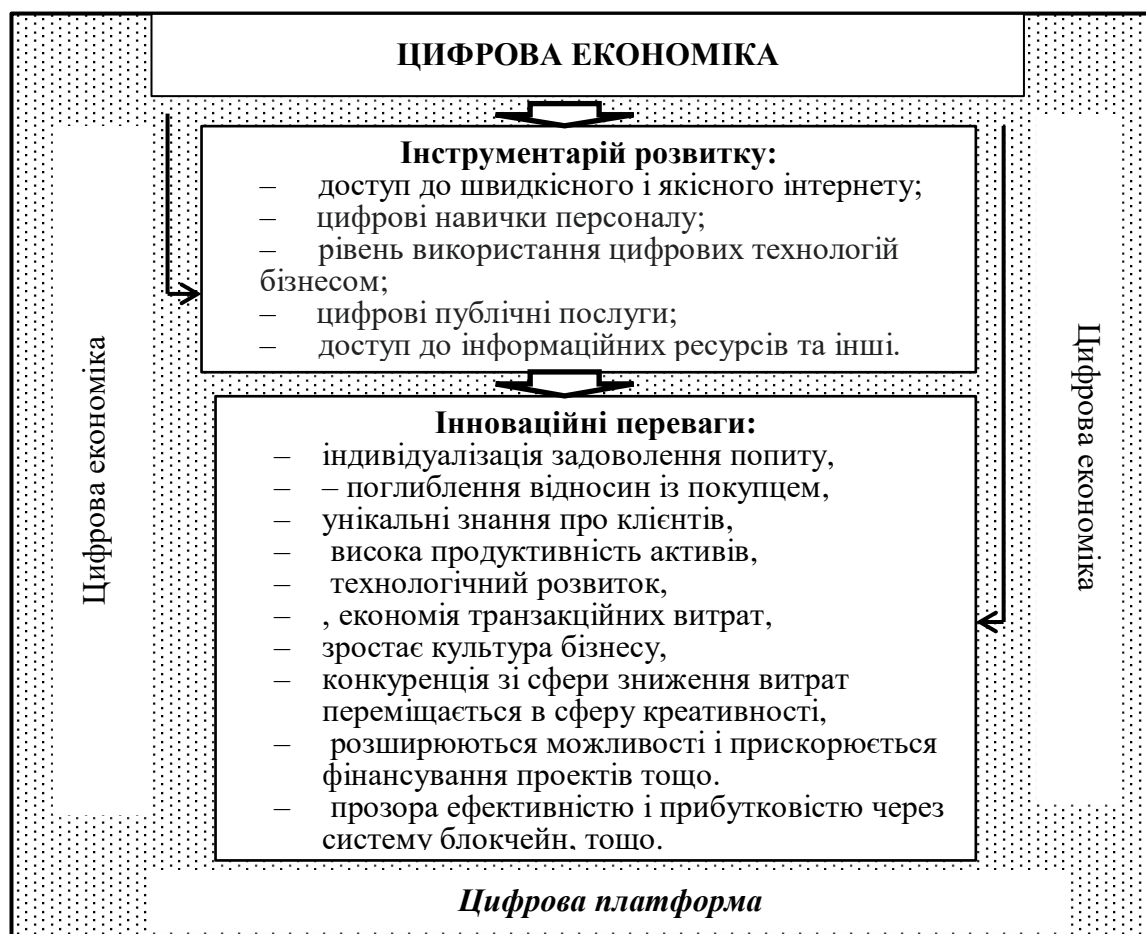 ЦИФРОВА ЕКОНОМІКА
Цифрова економіка
Інструментарій розвитку:
– доступ до швидкісного і якісного інтернету;
– цифрові навички персоналу;
– рівень використання цифрових технологій
бізнесом;
– цифрові публічні послуги;
– доступ до інформаційних ресурсів та інші.
Інноваційні переваги:
– індивідуалізація задоволення попиту,
– – поглиблення відносин із покупцем,
– унікальні знання про клієнтів,
– висока продуктивність активів,
– технологічний розвиток,
– , економія транзакційних витрат,
– зростає культура бізнесу,
– конкуренція зі сфери зниження витрат
переміщається в сферу креативності,
– розширюються можливості і прискорюється
фінансування проектів тощо.
– прозора ефективністю і прибутковістю через
систему блокчейн, тощо.
Цифрова економіка
Цифрова платформа